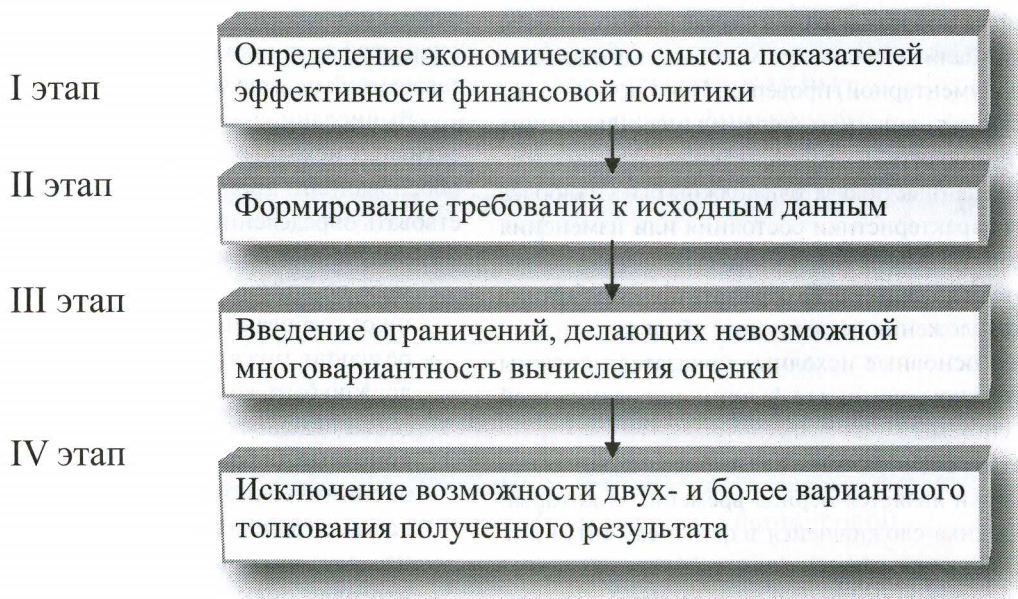 I этап
Определение экономического смысла показателей
эффективности финансовой политики
II этап
Формирование требований к исходным данным
III этап
Введение ограничений, делающих невозможной
многовариантность вычисления оценки
IV этап
Исключение возможности двух- и более вариантного
толкования полученного результата